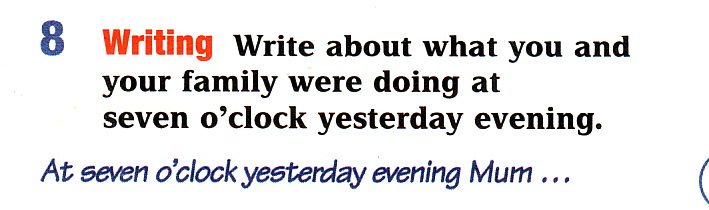 8 Writing Write about what you and
your family were doing at
seven o'clock yesterday evening.
At seven o'clock yesterday evening Mum ...